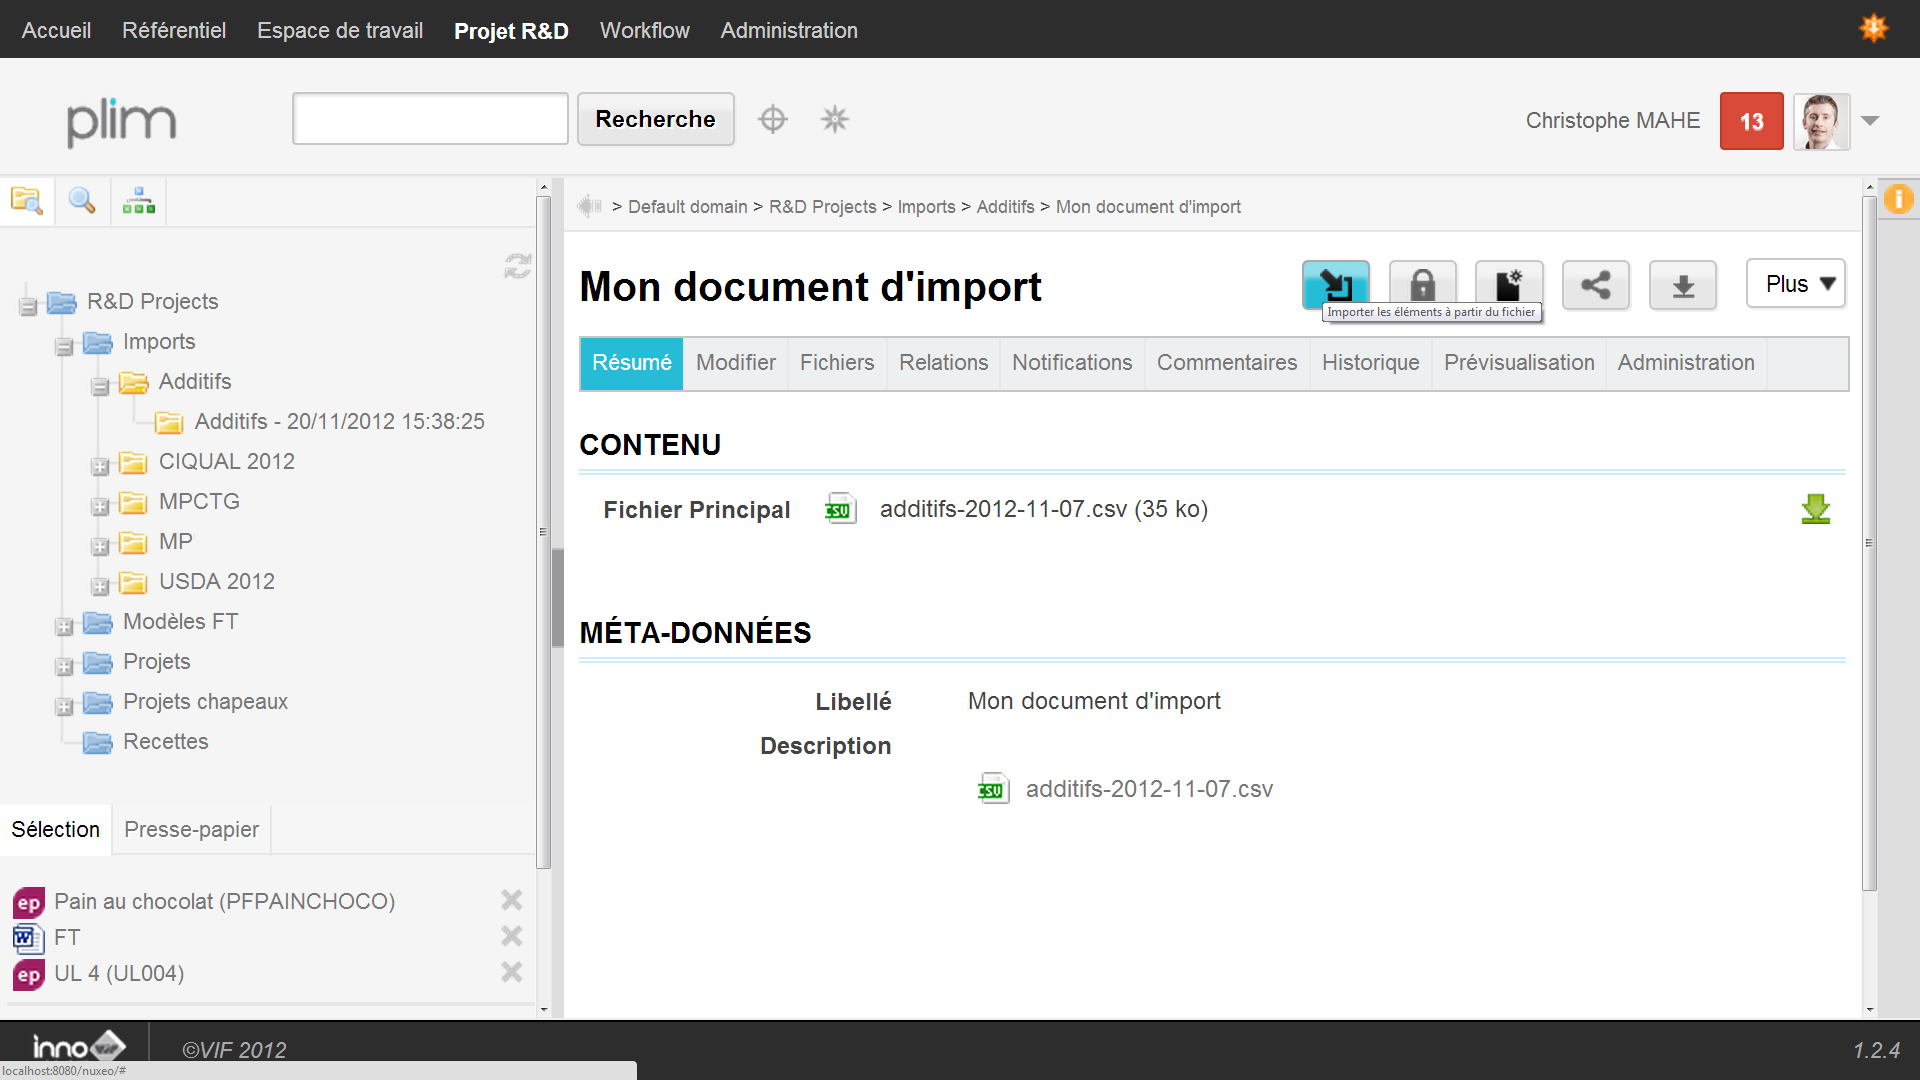 Accueil Référentiel Espace de travail Projet R&D Workflow Administration
plim Recherche Christophe MAHE 13
> Default domain > R&D Projects > Imports > Additifs > Mon document d'import
Mon document d'import
Plus
Importer les éléments à partir du fichier
Résumé Modifier Fichiers Relations Notifications Commentaires Historique Prévisualisation Administration
CONTENU
Fichier Principal CSV additifs-2012-11-07.csv (35 ko)
MÉTA-DONNÉES
Libellé Mon document d'import
Description
CSV additifs-2012-11-07.csv
R&D Projects
Imports
Additifs
Additifs - 20/11/2012 15:38:25
CIQUAL 2012
MPCTG
MP
USDA 2012
Modèles FT
Projets
Projets chapeaux
Recettes
Sélection Presse-papier
ep Pain au chocolat (PFPAINCHOCO)
W FT
ep UL 4 (UL004)
inno ©VIF 2012 1.2.4
localhost:8080/nuxeo/#